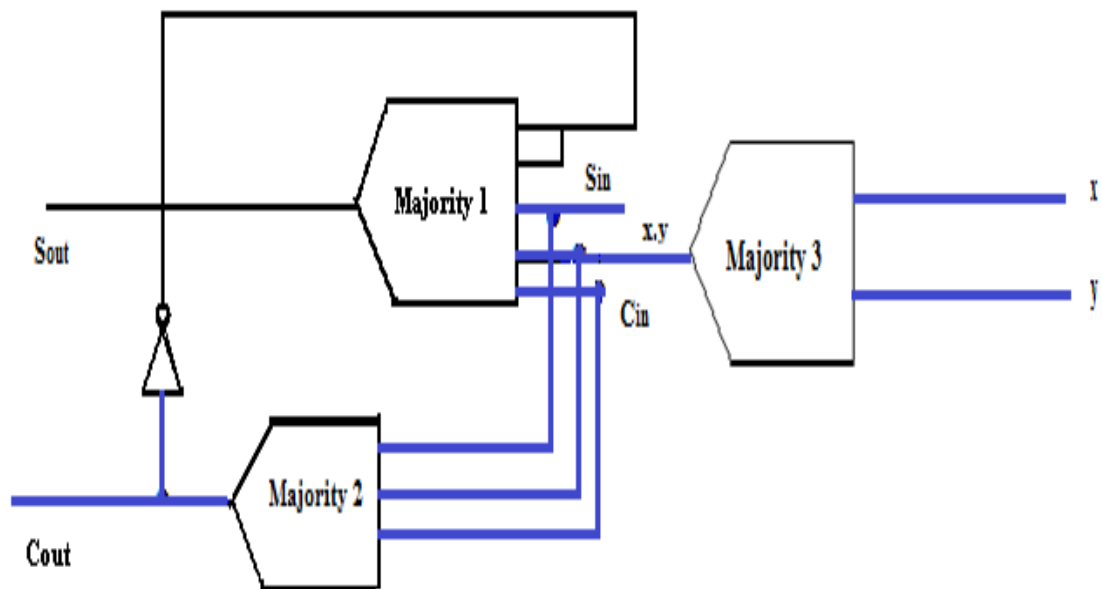 Majority 1
Sin
x.y
Majority 3
x
y
Sout
Cin
Majority 2
Cout